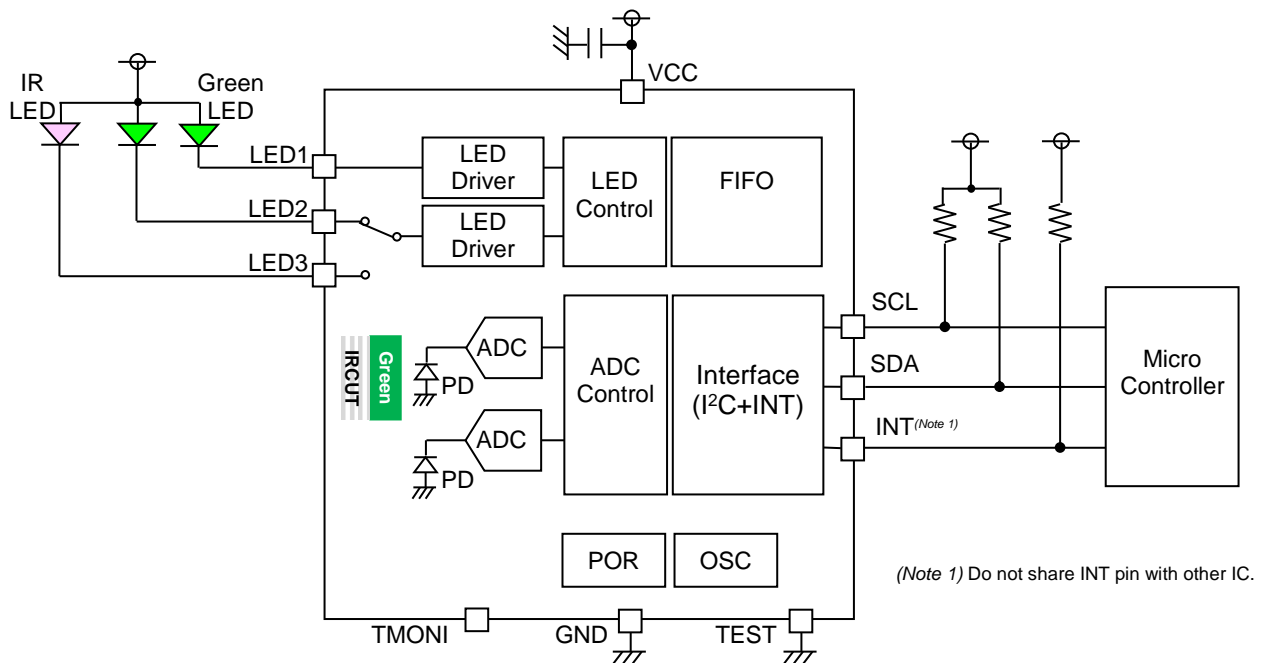 VCC
IR
LED
Green
LED
LED1
LED2
LED3
LED
Driver
LED
Driver
LED
Control
FIFO
IRCUT
Green
PD
ADC
PD
ADC
ADC
Control
Interface
(I²C+INT)
SCL
SDA
INT(Note 1)
Micro
Controller
POR
OSC
(Note 1) Do not share INT pin with other IC.
TMONI
GND
TEST